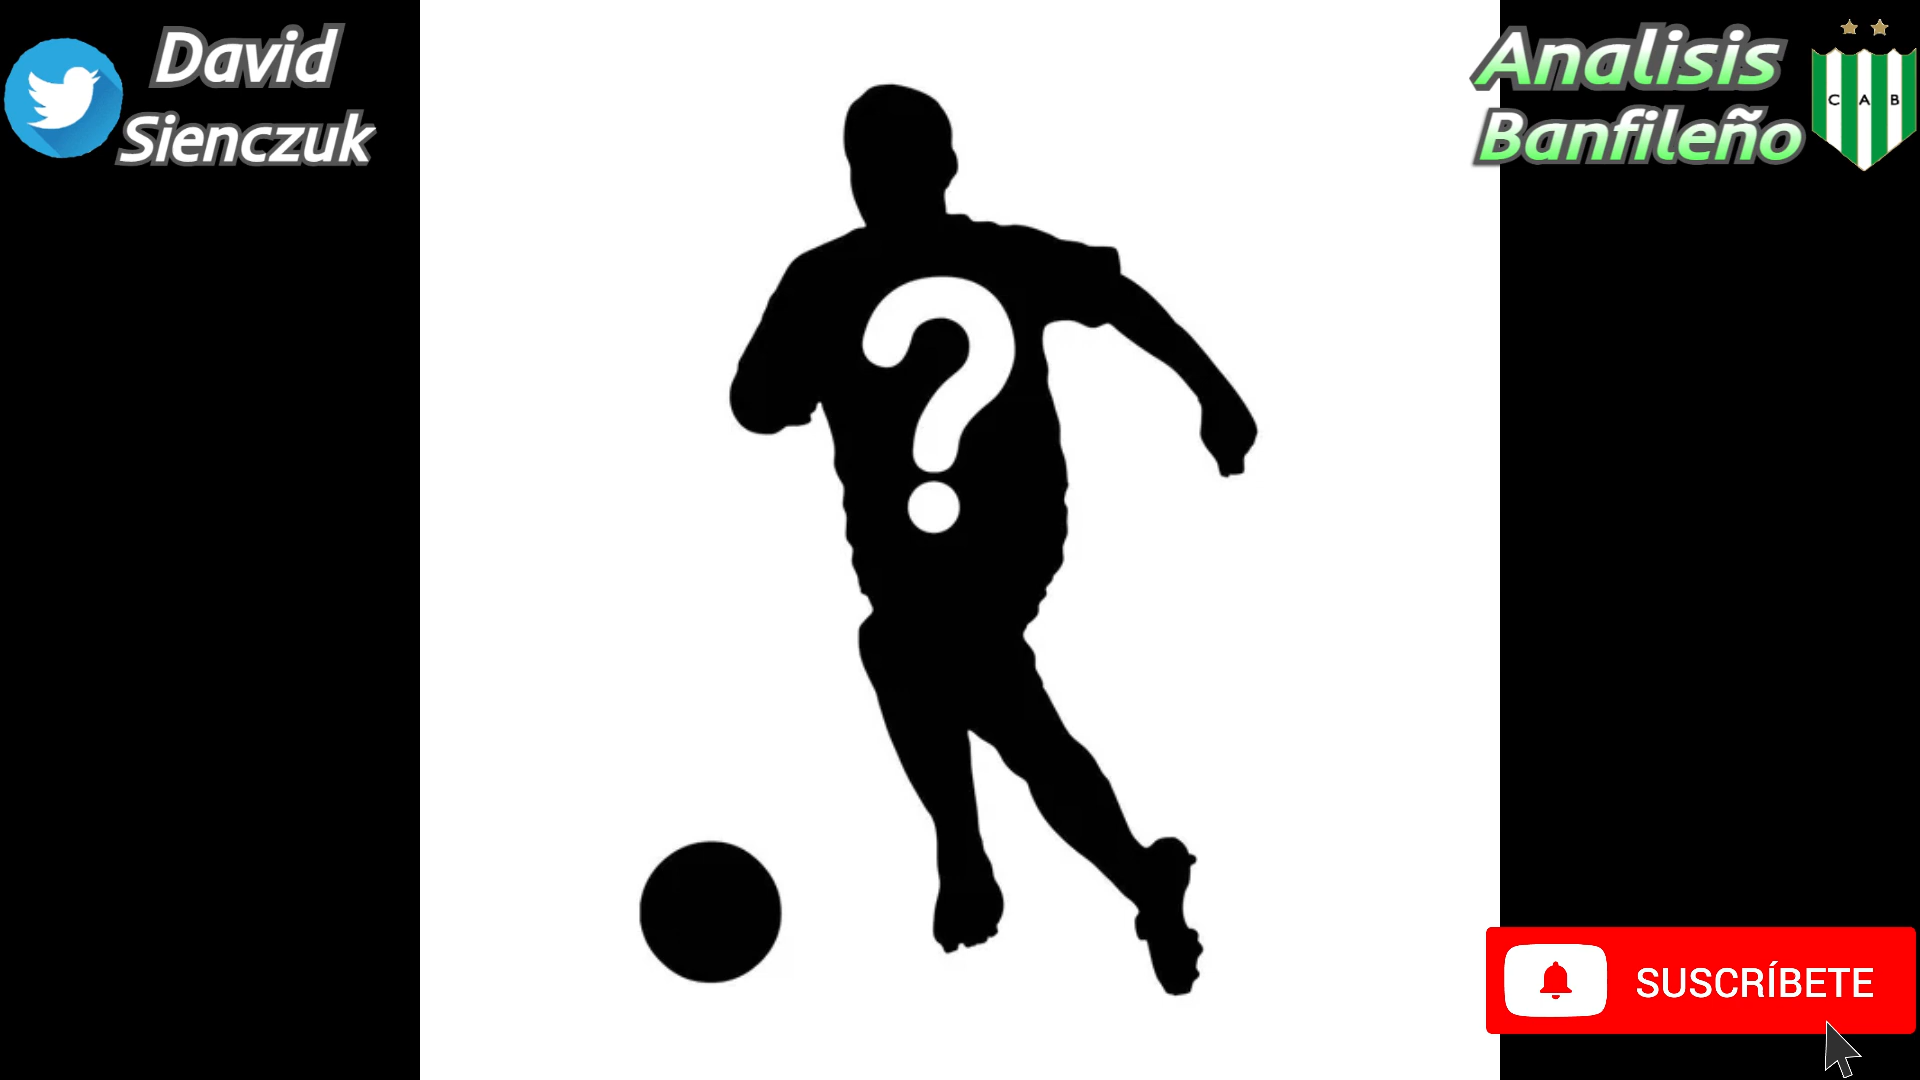 David
Sienczuk
Analisis
Banfileño
C A B
?
SUSCRÍBETE